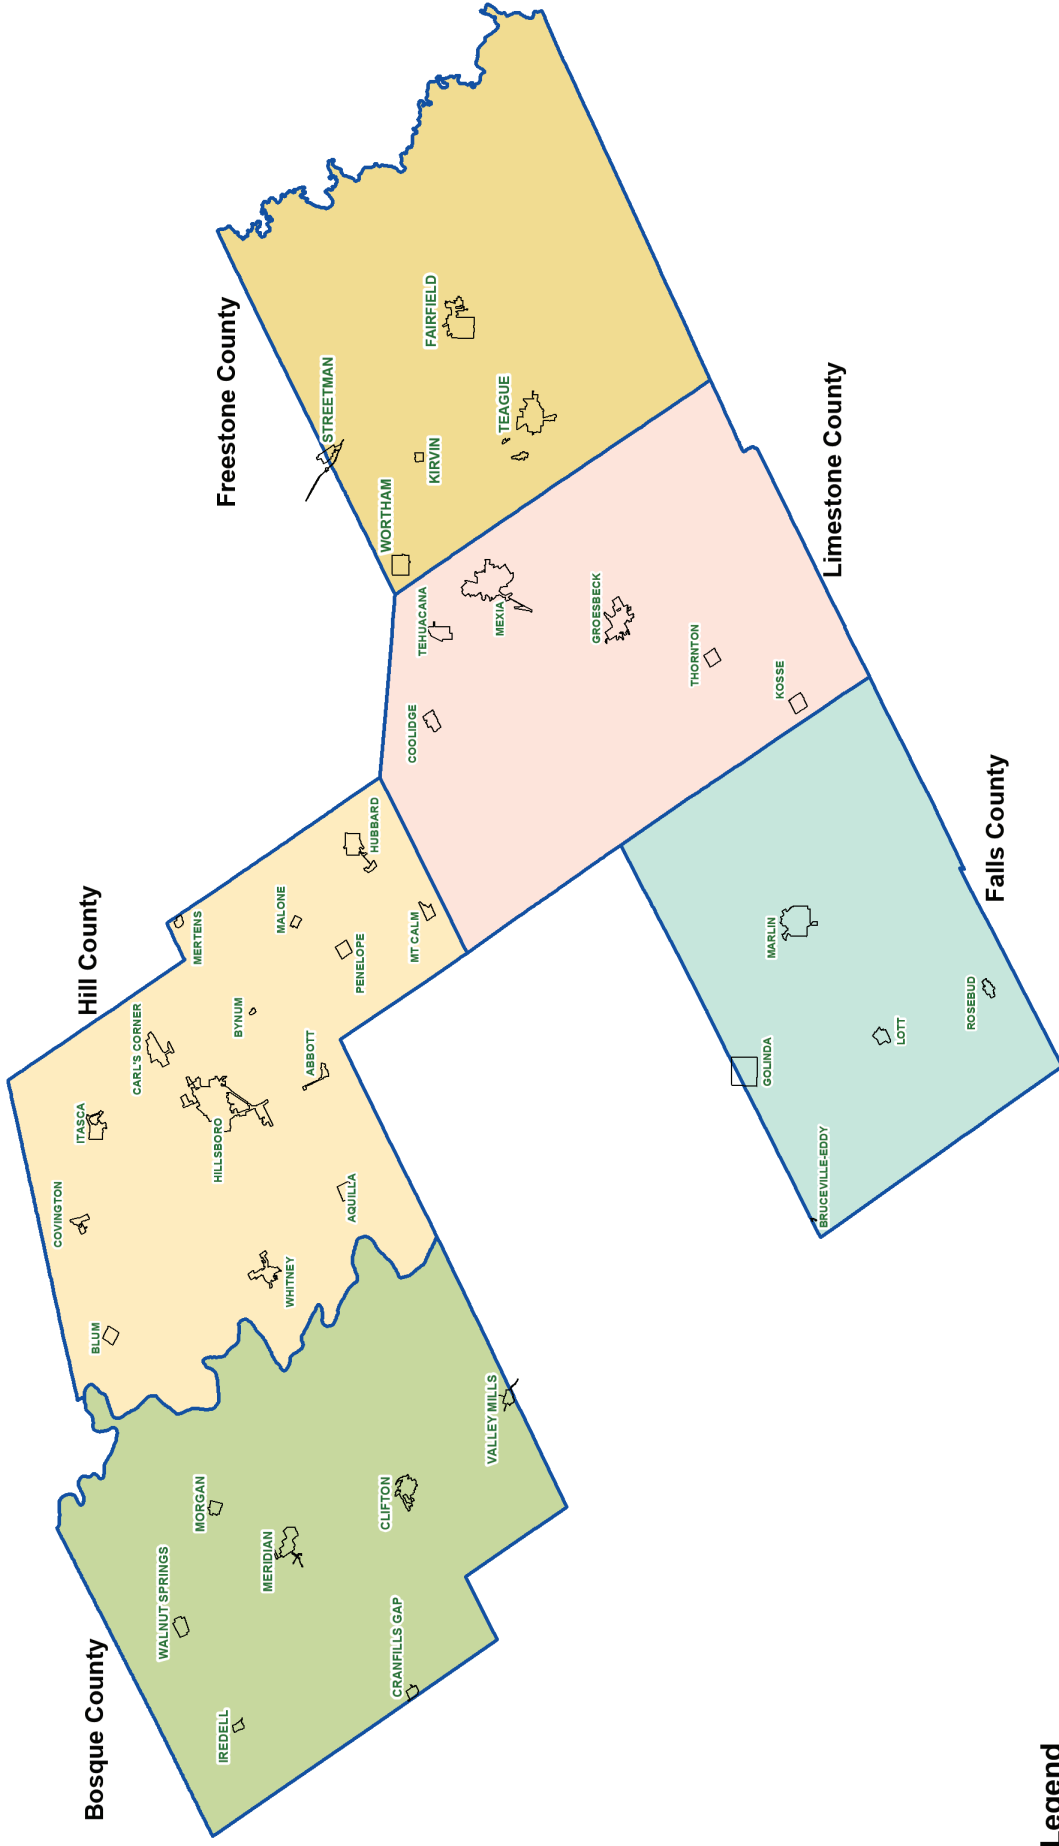 Bosque County
IREDELL
WALNUT SPRINGS
MORGAN
MERIDIAN
CRANFILLS GAP
CLIFTON
VALLEY MILLS
Hill County
BLUM
COVINGTON
ITASCA
CARL'S CORNER
WHITNEY
HILLSBORO
BYNUM
MERTENS
MALONE
AQUILLA
ABBOTT
PENELOPE
HUBBARD
MT CALM
Freestone County
STREETMAN
WORTHAM
KIRVIN
FAIRFIELD
TEAGUE
Limestone County
COOLIDGE
TEHUACANA
MEXIA
GROESBECK
THORNTON
KOSSE
Falls County
BRUCEVILLE-EDDY
GOLINDA
MARLIN
LOTT
ROSEBUD
Legend